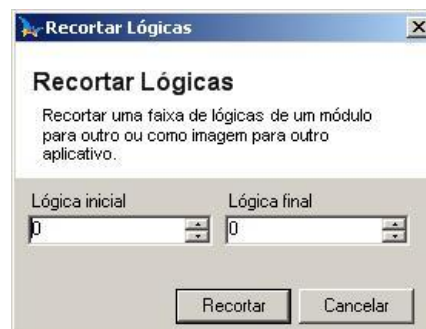 Recortar Lógicas
Recortar Lógicas
Recortar uma faixa de lógicas de um módulo
para outro ou como imagem para outro
aplicativo.
Lógica inicial Lógica final
0 0
Recortar Cancelar